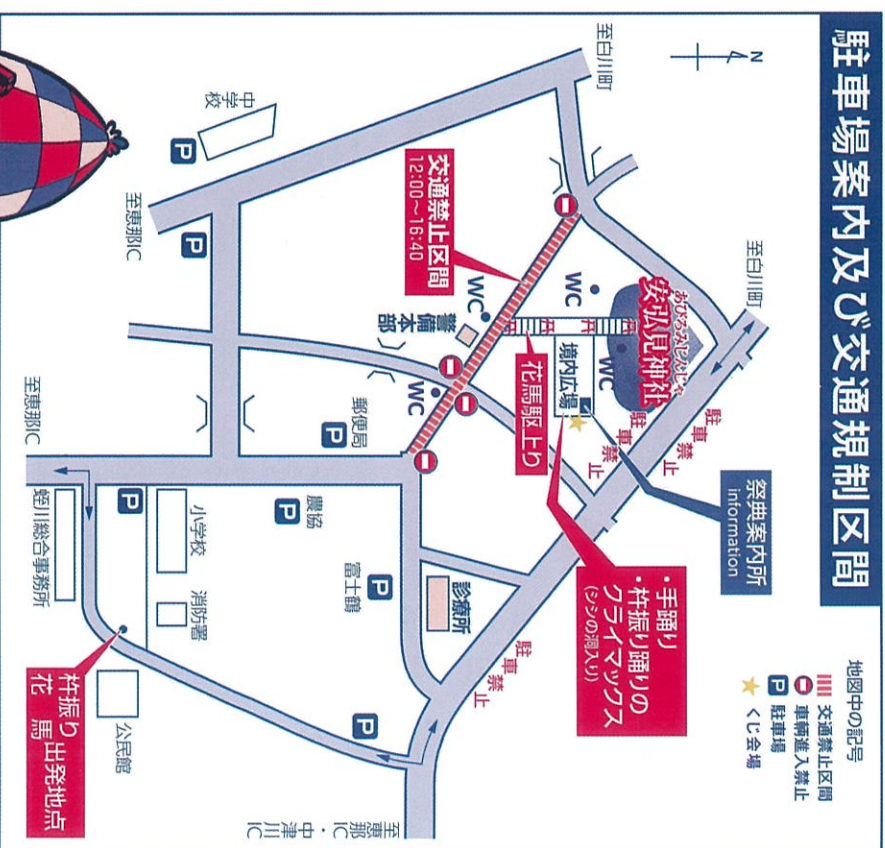 駐車場案内及び交通規制区間
N
地図中の記号
交通禁止区間
車輌進入禁止
P 駐車場
くじ会場
至白川町
至白川町
あびろみじんじゃ
安弘見神社
駐車禁止
駐車禁止
祭典案内所
information
WC
WC
境内広場
花馬駆上り
・手踊り
・杵振り踊りの
クライマックス
(シシの洞入り)
交通禁止区間
12:00～16:40
WC
警備本部
WC
中学校
P
至恵那IC
P
郵便局
P
農協
P
富士鶴
P
診療所
駐車禁止
至恵那IC
P
小学校
消防署
蛭川総合事務所
公民館
P
杵振り
花　馬
出発地点
至恵那IC・中津川IC